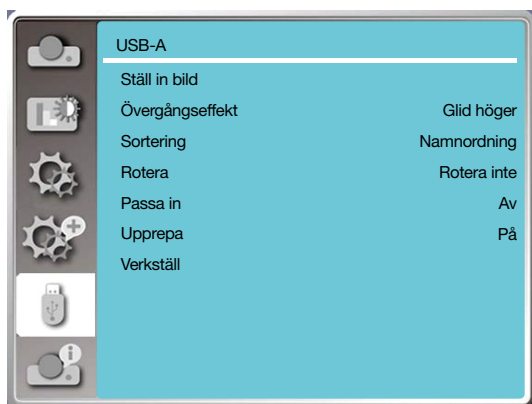 USB-A
Ställ in bild
Övergångseffekt Glid höger
Sortering Namnordning
Rotera Rotera inte
Passa in Av
Upprepa På
Verkställ